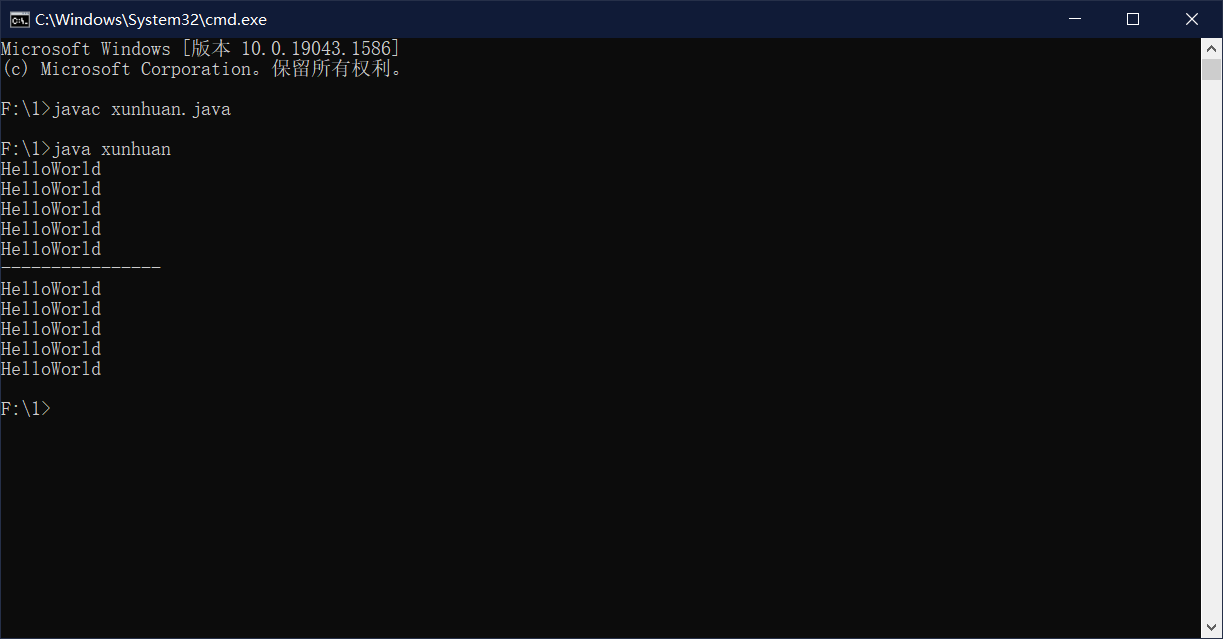 C:\Windows\System32\cmd.exe
Microsoft Windows [版本 10.0.19043.1586]
(c) Microsoft Corporation。保留所有权利。
F:\1>javac xunhuan.java
F:\1>java xunhuan
HelloWorld
HelloWorld
HelloWorld
HelloWorld
HelloWorld
----------------
HelloWorld
HelloWorld
HelloWorld
HelloWorld
HelloWorld
F:\1>